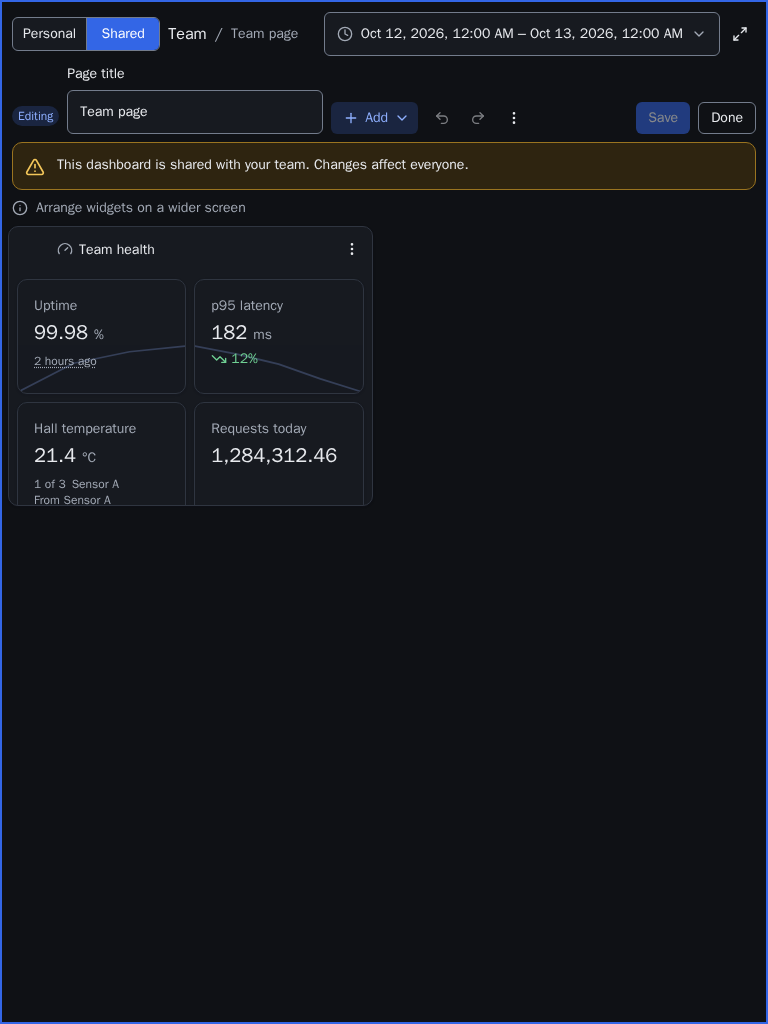 Personal Shared Team / Team page Oct 12, 2026, 12:00 AM – Oct 13, 2026, 12:00 AM
Page title
Editing Team page Add Save Done
This dashboard is shared with your team. Changes affect everyone.
Arrange widgets on a wider screen
Team health
Uptime
99.98 %
2 hours ago
p95 latency
182 ms
12%
Hall temperature
21.4 °C
1 of 3 Sensor A
From Sensor A
Requests today
1,284,312.46